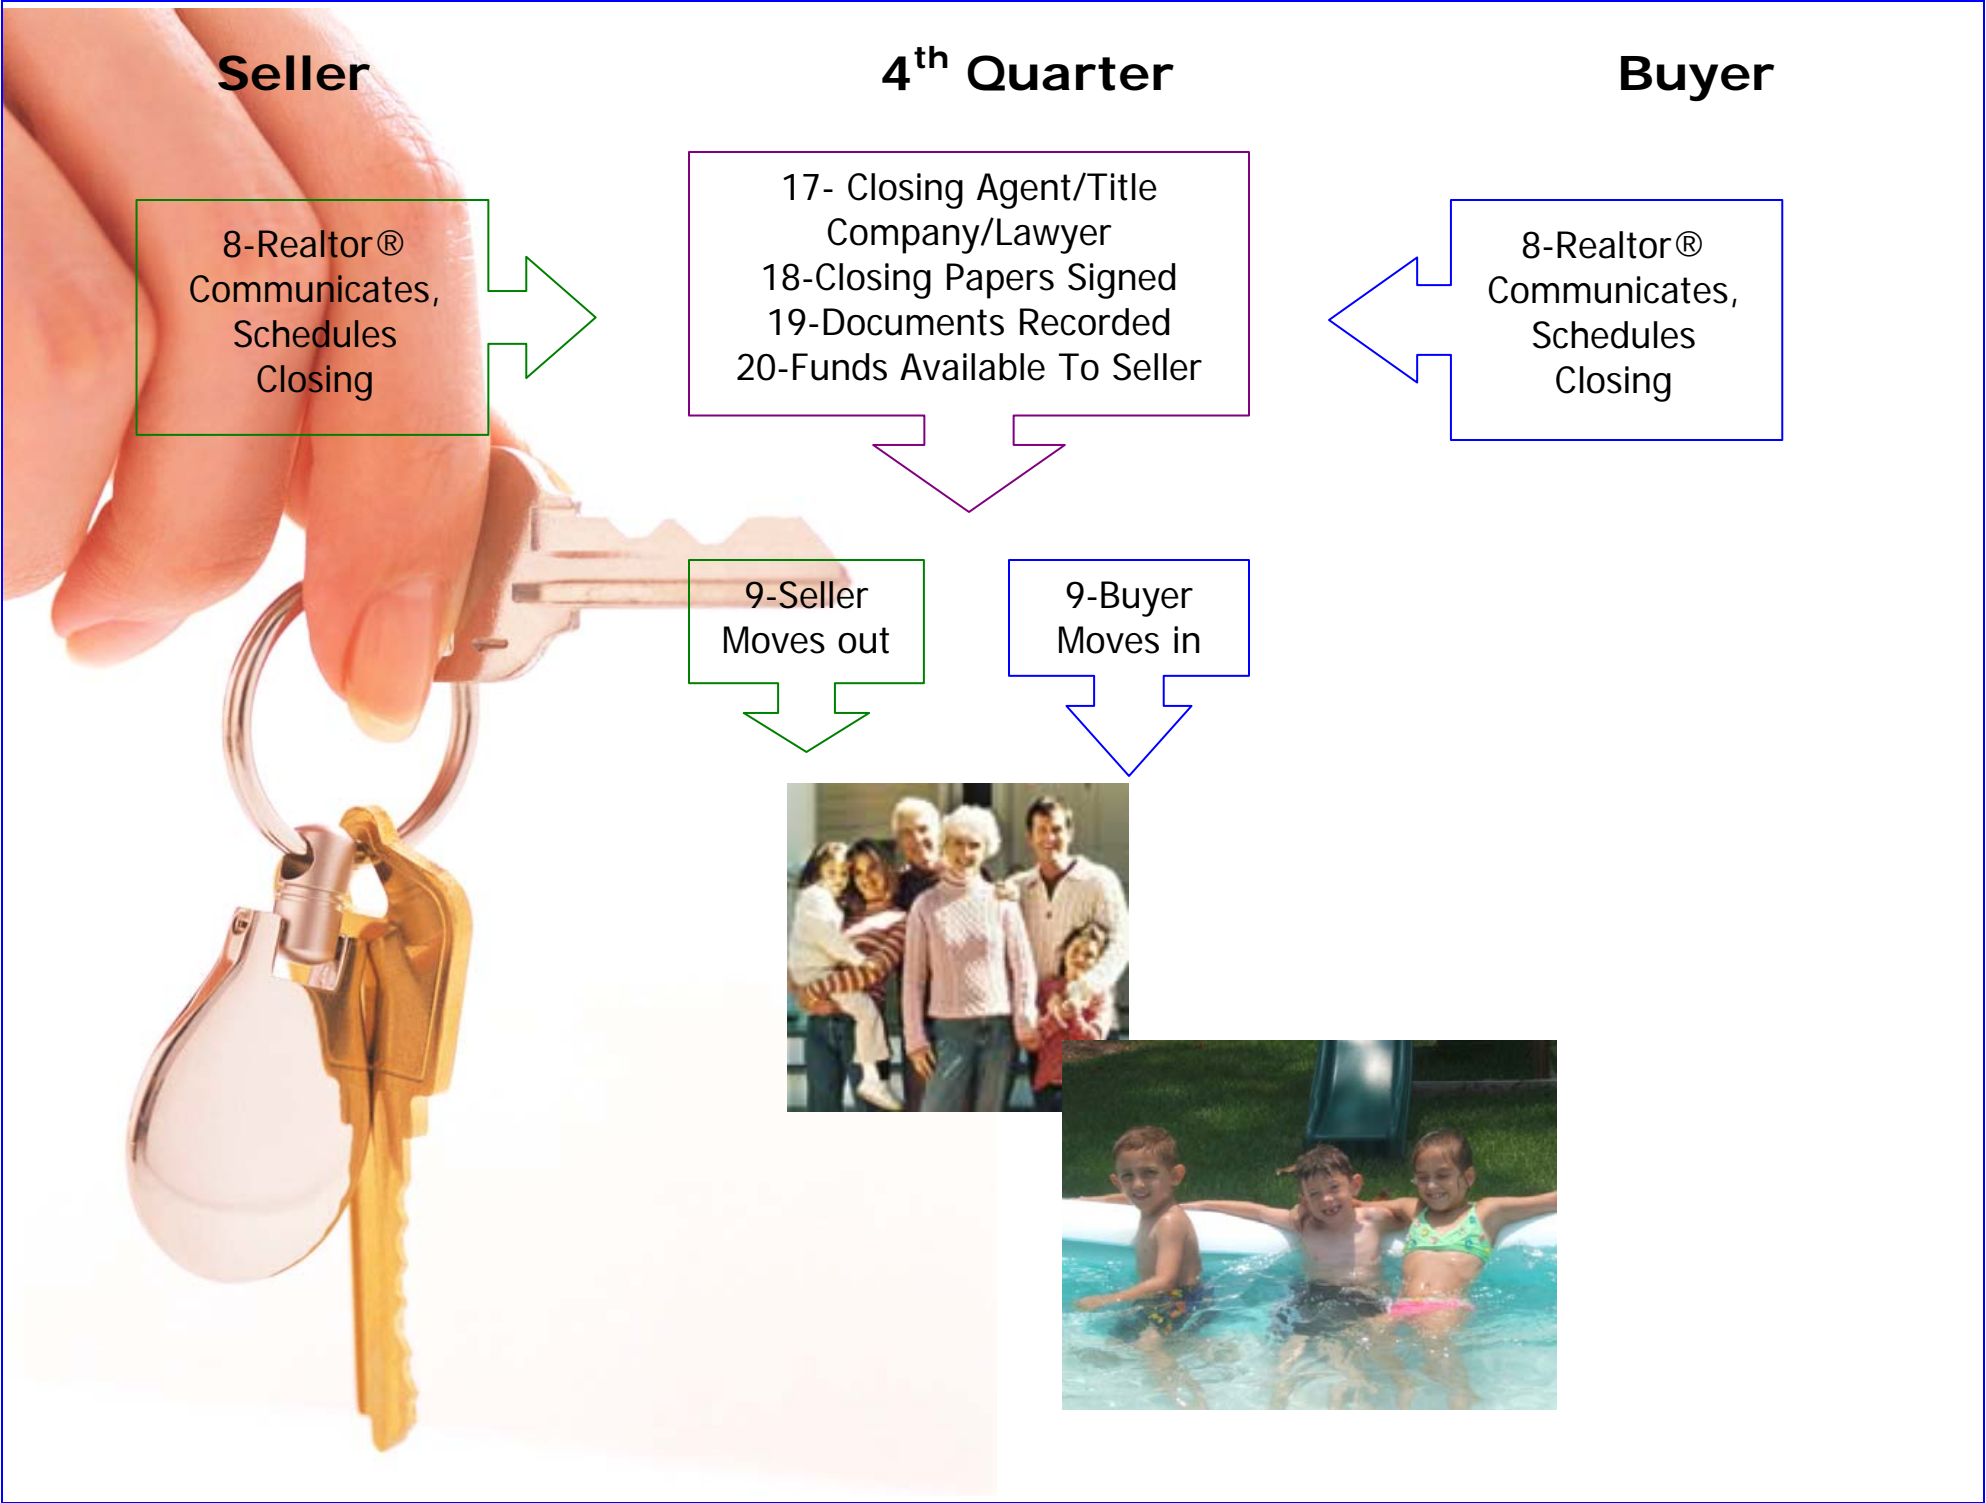 Seller
4th Quarter
Buyer
8-Realtor®
Communicates,
Schedules
Closing
17- Closing Agent/Title
Company/Lawyer
18-Closing Papers Signed
19-Documents Recorded
20-Funds Available To Seller
8-Realtor®
Communicates,
Schedules
Closing
9-Seller
Moves out
9-Buyer
Moves in